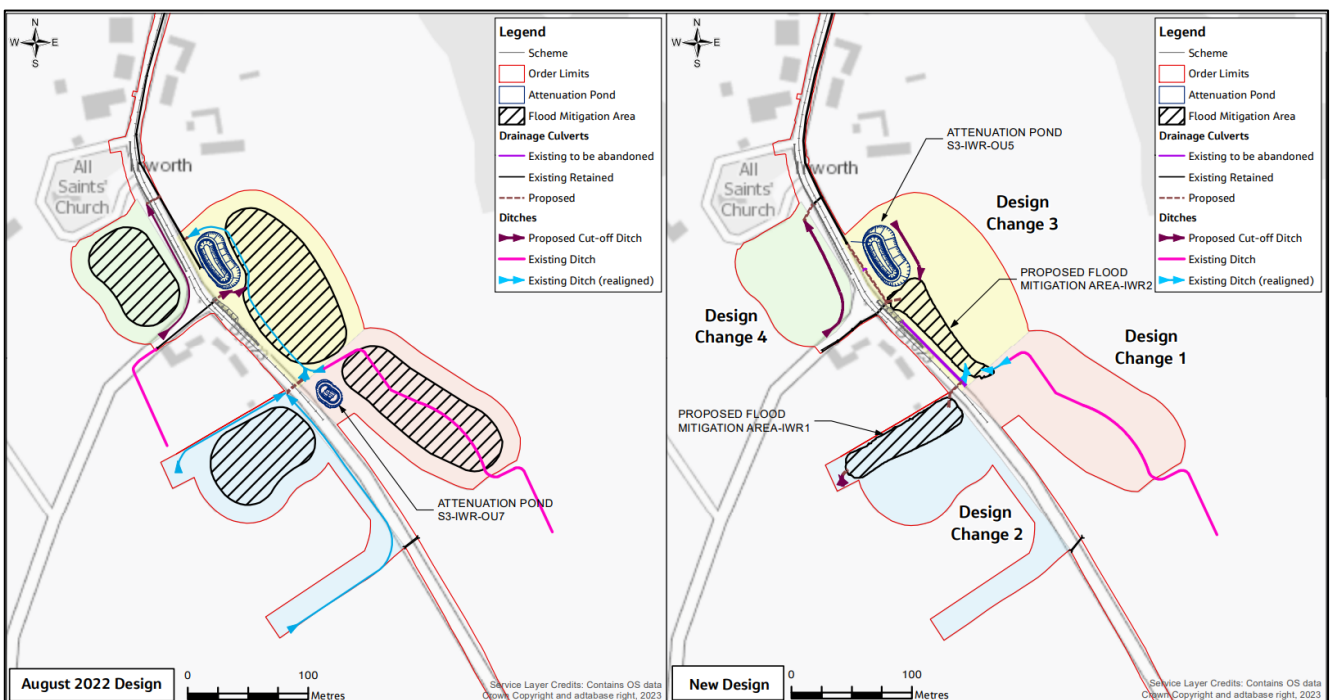 N
W E
S
Legend
Scheme
Order Limits
Attenuation Pond
Flood Mitigation Area
Drainage Culverts
Existing to be abandoned
Existing Retained
Proposed
Ditches
Proposed Cut-off Ditch
Existing Ditch
Existing Ditch (realigned)
All
Saints'
Church
worth
ATTENUATION POND
S3-IWR-OU7
August 2022 Design
0 100
Metres
Service Layer Credits: Contains OS data
Crown Copyright and adtabase right, 2023
N
W E
S
Legend
Scheme
Order Limits
Attenuation Pond
Flood Mitigation Area
Drainage Culverts
Existing to be abandoned
Existing Retained
Proposed
Ditches
Proposed Cut-off Ditch
Existing Ditch
Existing Ditch (realigned)
ATTENUATION POND
S3-IWR-OU5
All
Saints'
Church
Inworth
Design
Change 3
PROPOSED FLOOD
MITIGATION AREA-IWR2
Design
Change 4
Design
Change 1
PROPOSED FLOOD
MITIGATION AREA-IWR1
Design
Change 2
New Design
0 100
Metres
Service Layer Credits: Contains OS data
Crown Copyright and adtabase right, 2023